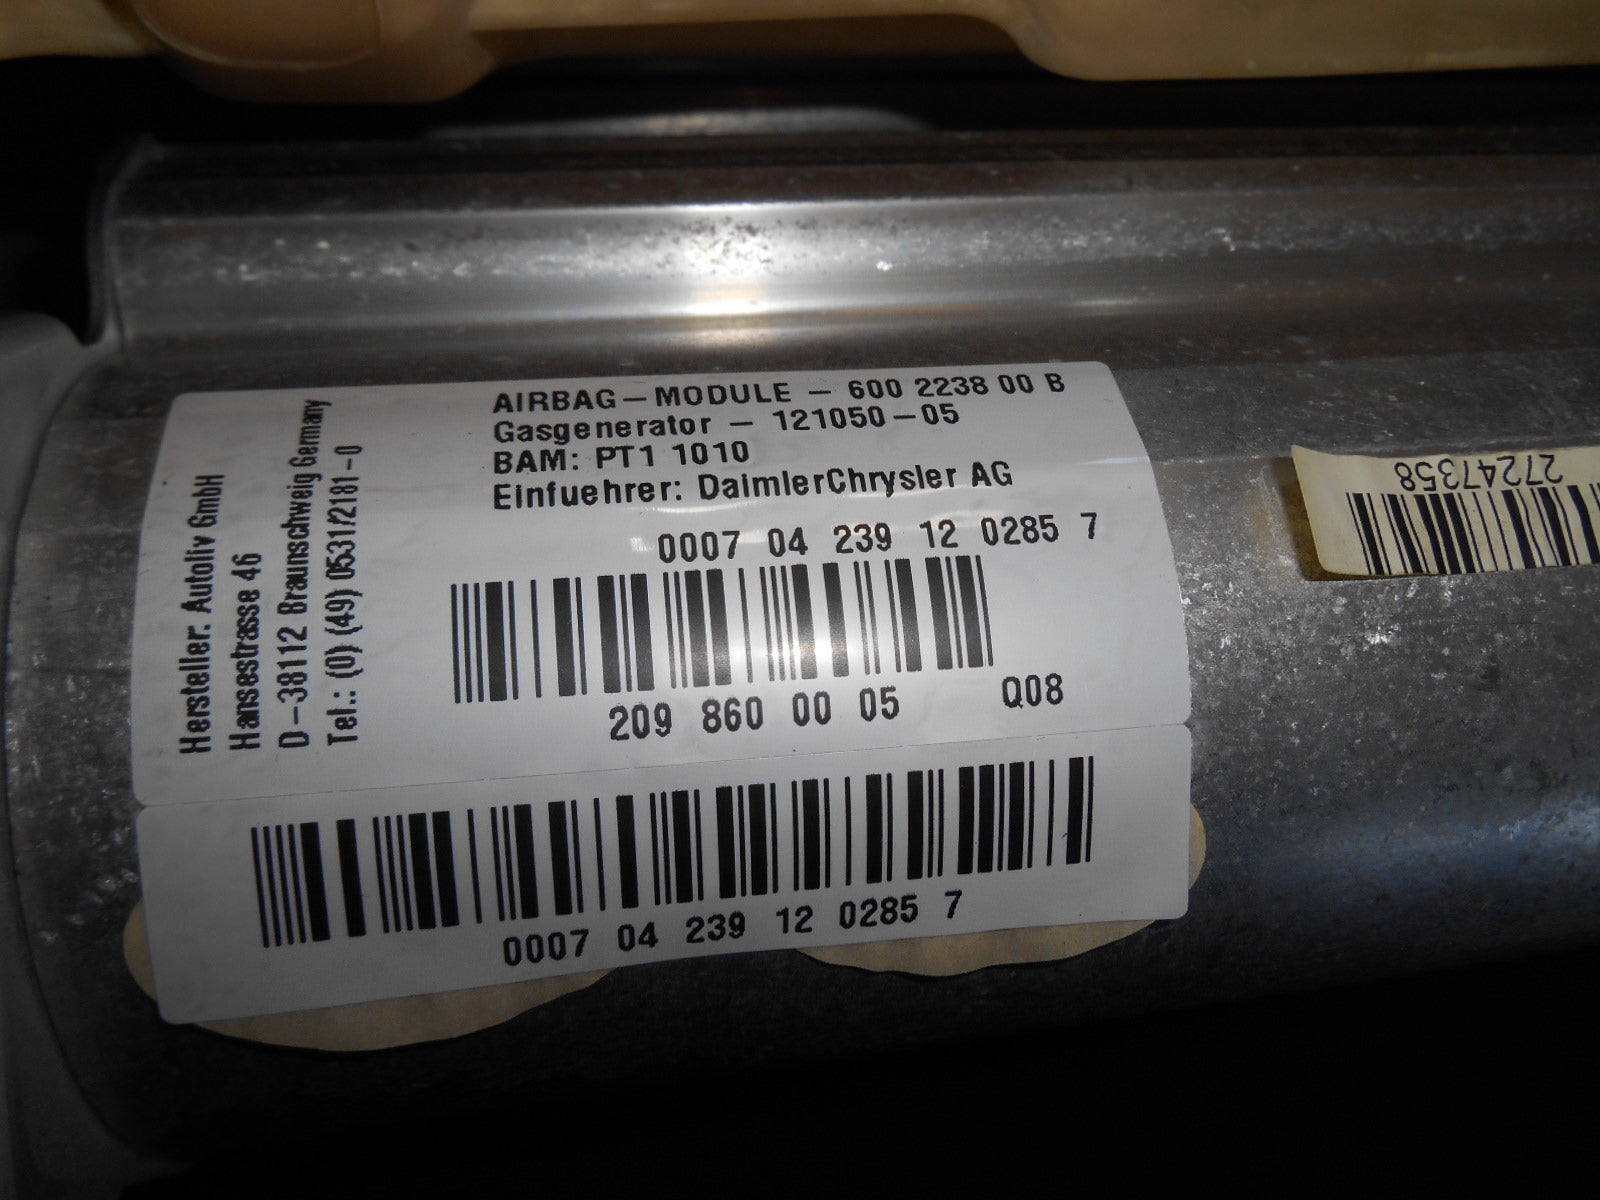 AIRBAG-MODULE - 600 2238 00 B
Gasgenerator - 121050-05
BAM: PT1 1010
Einfuehrer: DaimlerChrysler AG
0007 04 239 12 0285 7
209 860 00 05 Q08
Hersteller: Autoliv GmbH
Hansestrasse 46
D-38112 Braunschweig Germany
Tel.: (0) (49) 0531/2181-0
0007 04 239 12 0285 7
27247358